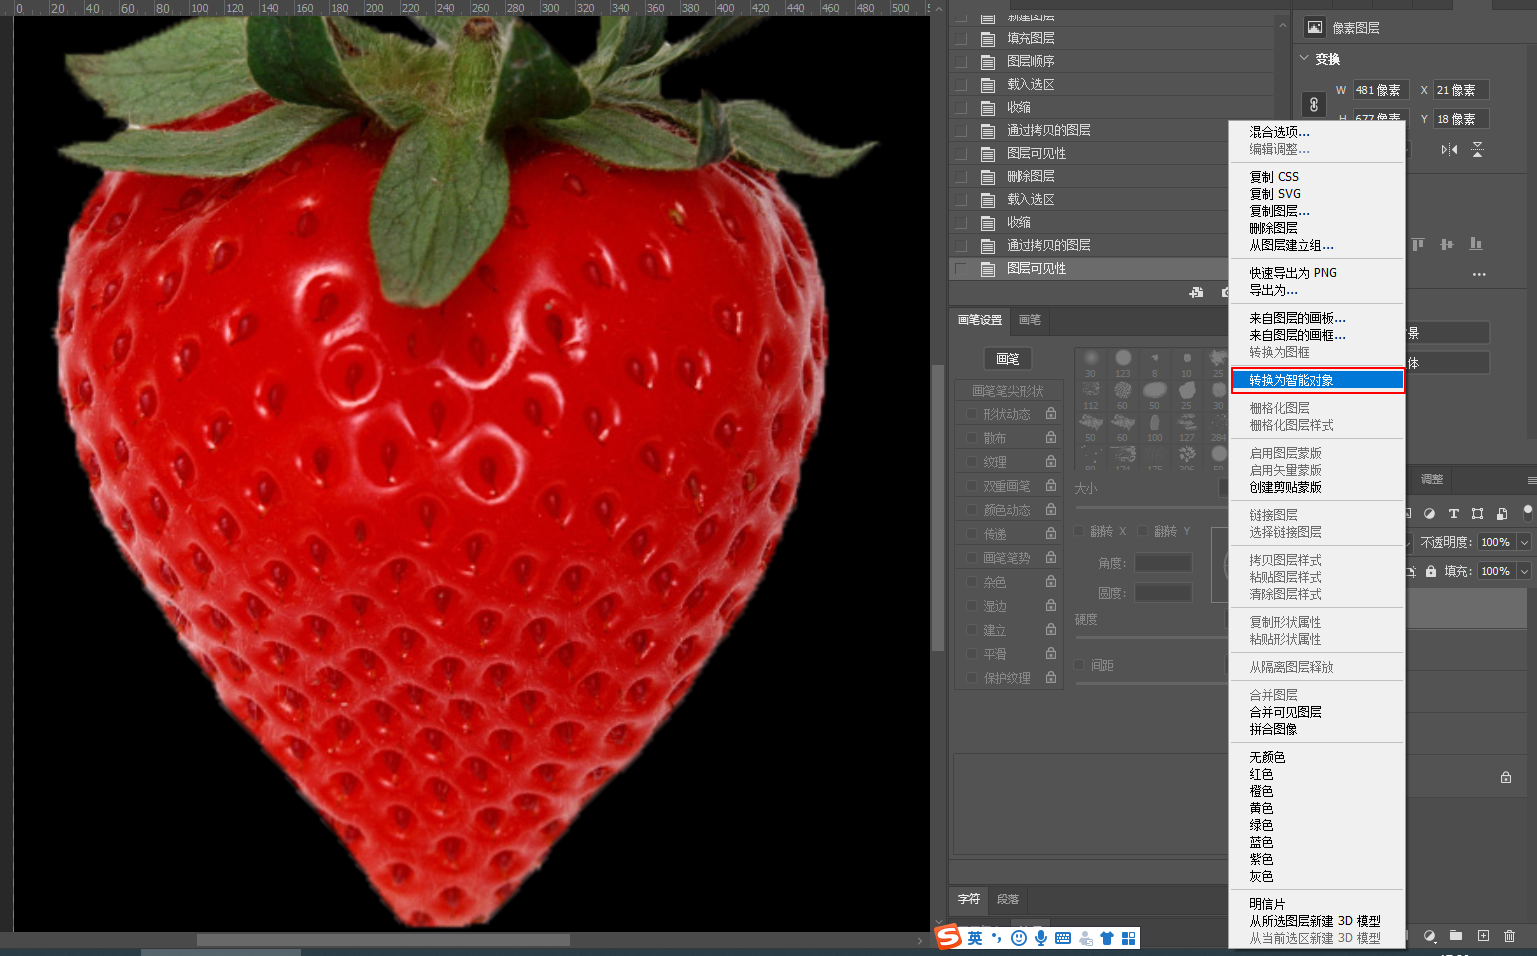 0 20 40 60 80 100 120 140 160 180 200 220 240 260 280 300 320 340 360 380 400 420 440 460 480 500
新建图层
填充图层
图层顺序
载入选区
收缩
通过拷贝的图层
图层可见性
删除图层
载入选区
收缩
通过拷贝的图层
图层可见性
画笔设置 画笔
画笔
30 123 8 10 25
112 60 50 25 30
50 60 100 127 284
画笔笔尖形状
形状动态
散布
纹理
双重画笔
颜色动态
传递
画笔笔势
杂色
湿边
建立
平滑
保护纹理
大小
翻转 X 翻转 Y
角度:
圆度:
硬度
间距
字符 段落
英
像素图层
变换
W 481 像素 X 21 像素
H 677 像素 Y 18 像素
景
体
调整
不透明度: 100%
填充: 100%
混合选项...
编辑调整...
复制 CSS
复制 SVG
复制图层...
删除图层
从图层建立组...
快速导出为 PNG
导出为...
来自图层的画板...
来自图层的画框...
转换为图框
转换为智能对象
栅格化图层
栅格化图层样式
启用图层蒙版
启用矢量蒙版
创建剪贴蒙版
链接图层
选择链接图层
拷贝图层样式
粘贴图层样式
清除图层样式
复制形状属性
粘贴形状属性
从隔离图层释放
合并图层
合并可见图层
拼合图像
无颜色
红色
橙色
黄色
绿色
蓝色
紫色
灰色
明信片
从所选图层新建 3D 模型
从当前选区新建 3D 模型